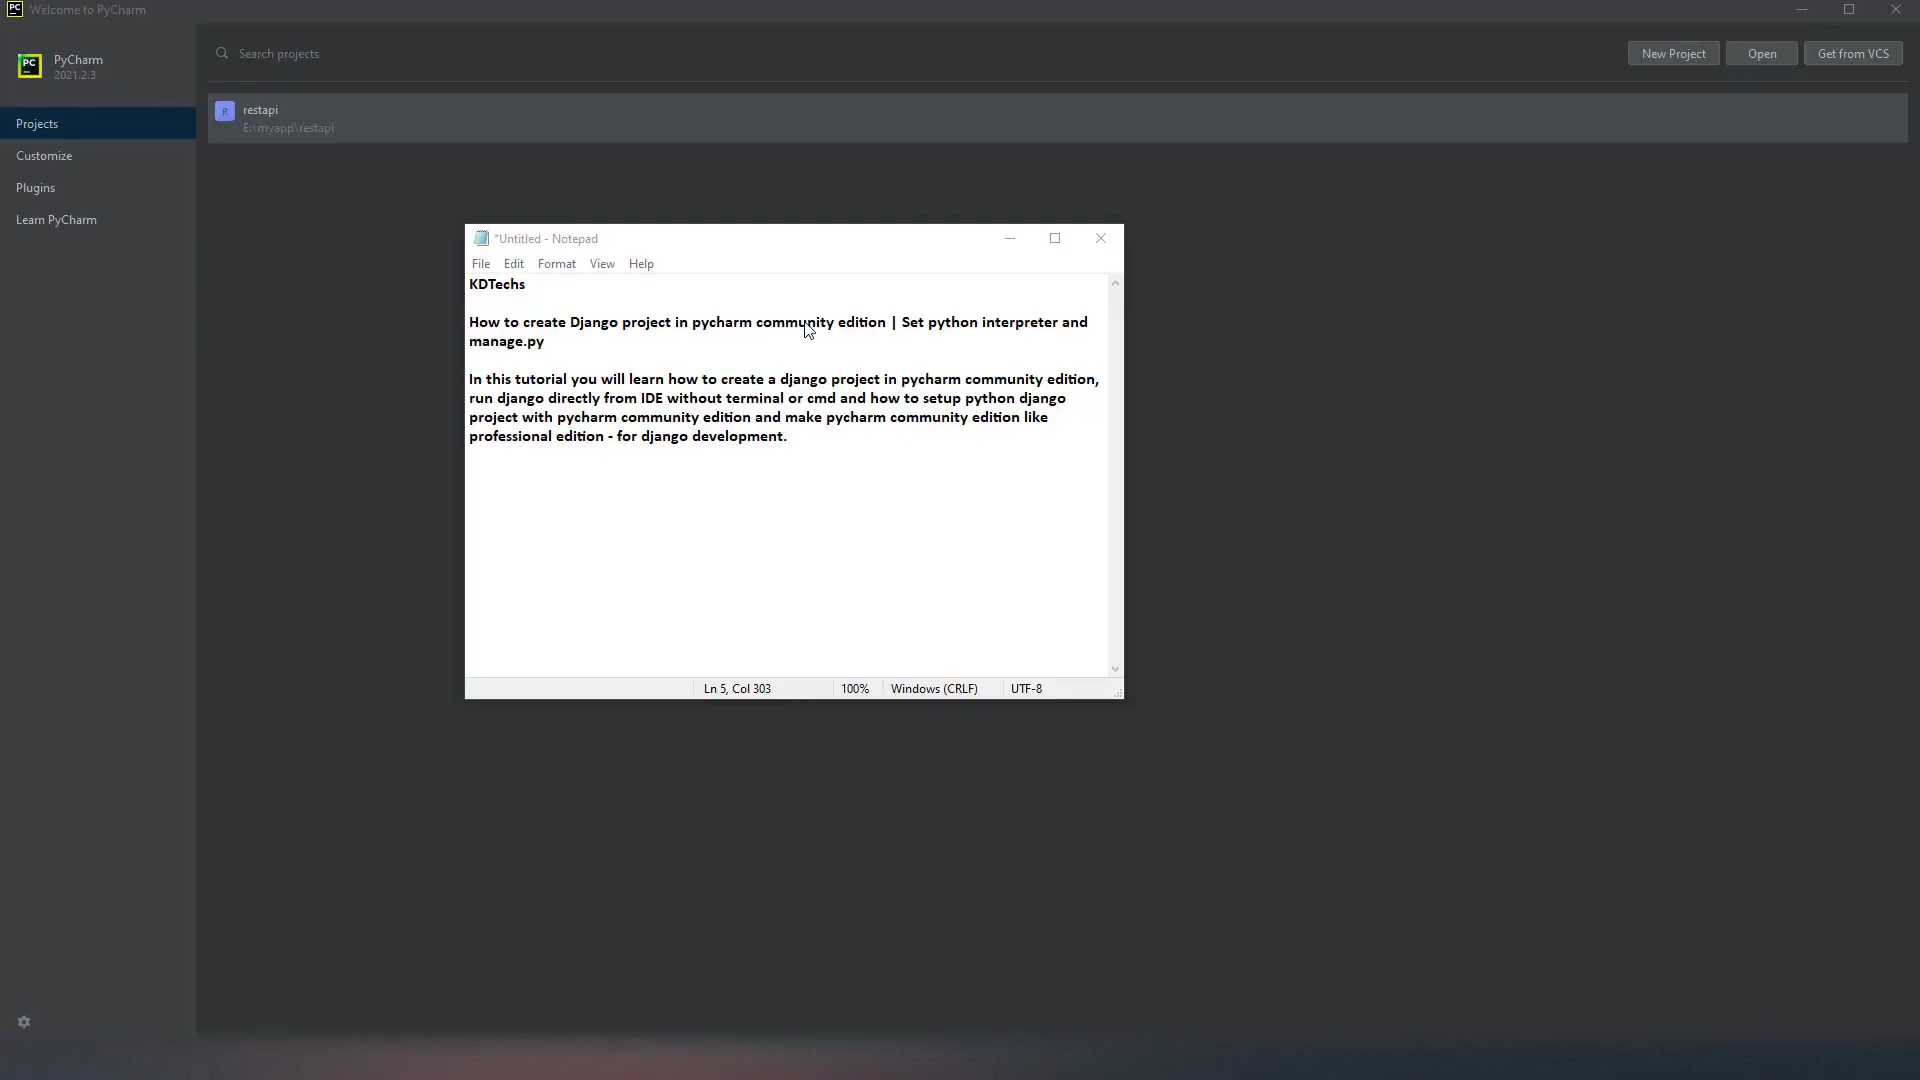 PC Welcome to PyCharm
PC PyCharm
2021.2.3
Search projects
New Project Open Get from VCS
Projects
Customize
Plugins
Learn PyCharm
R restapi
E:\myapp\restapi
*Untitled - Notepad
File Edit Format View Help
KDTechs
How to create Django project in pycharm community edition | Set python interpreter and
manage.py
In this tutorial you will learn how to create a django project in pycharm community edition,
run django directly from IDE without terminal or cmd and how to setup python django
project with pycharm community edition and make pycharm community edition like
professional edition - for django development.
Ln 5, Col 303 100% Windows (CRLF) UTF-8